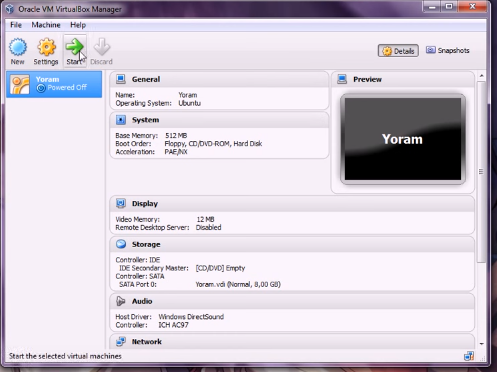 Oracle VM VirtualBox Manager
File Machine Help
New Settings Start Discard
Details Snapshots
Yoram
Powered Off
General
Name: Yoram
Operating System: Ubuntu
System
Base Memory: 512 MB
Boot Order: Floppy, CD/DVD-ROM, Hard Disk
Acceleration: PAE/NX
Preview
Yoram
Display
Video Memory: 12 MB
Remote Desktop Server: Disabled
Storage
Controller: IDE
IDE Secondary Master: [CD/DVD] Empty
Controller: SATA
SATA Port 0: Yoram.vdi (Normal, 8,00 GB)
Audio
Host Driver: Windows DirectSound
Controller: ICH AC97
Network
Start the selected virtual machines